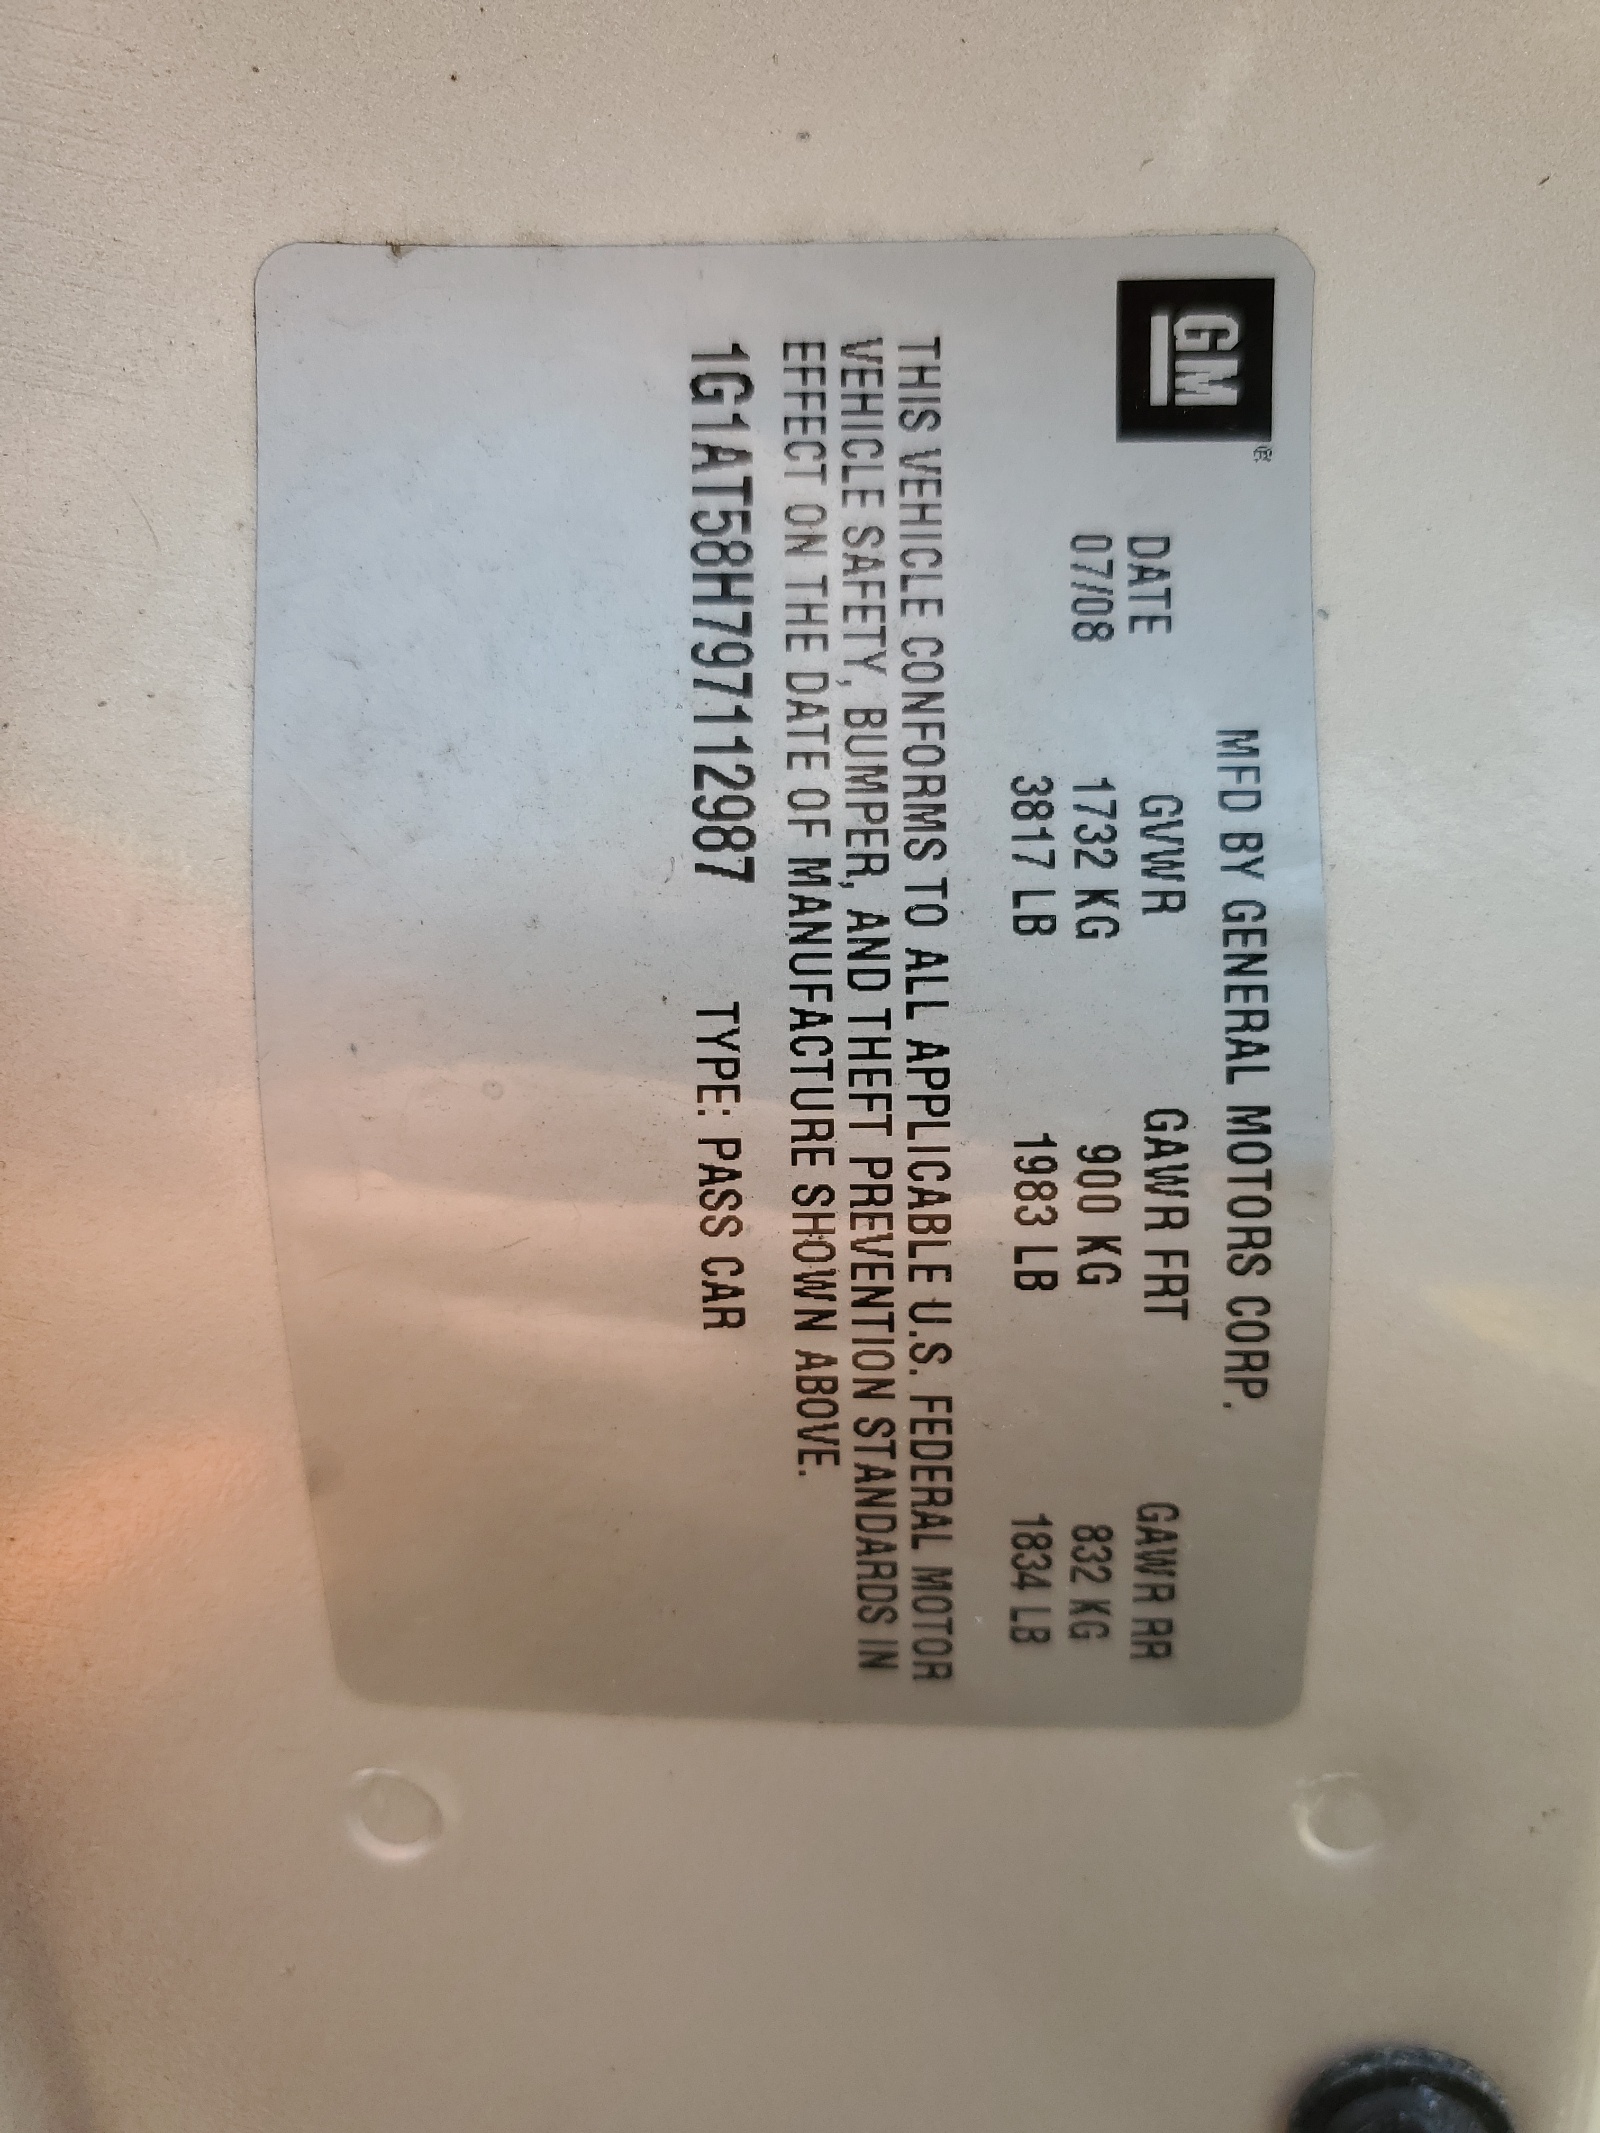 GM®
MFD BY GENERAL MOTORS CORP.
DATE GVWR GAWR FRT GAWR RR
07/08 1732 KG 900 KG 832 KG
3817 LB 1983 LB 1834 LB
THIS VEHICLE CONFORMS TO ALL APPLICABLE U.S. FEDERAL MOTOR
VEHICLE SAFETY, BUMPER, AND THEFT PREVENTION STANDARDS IN
EFFECT ON THE DATE OF MANUFACTURE SHOWN ABOVE.
1G1AT58H797112987 TYPE: PASS CAR